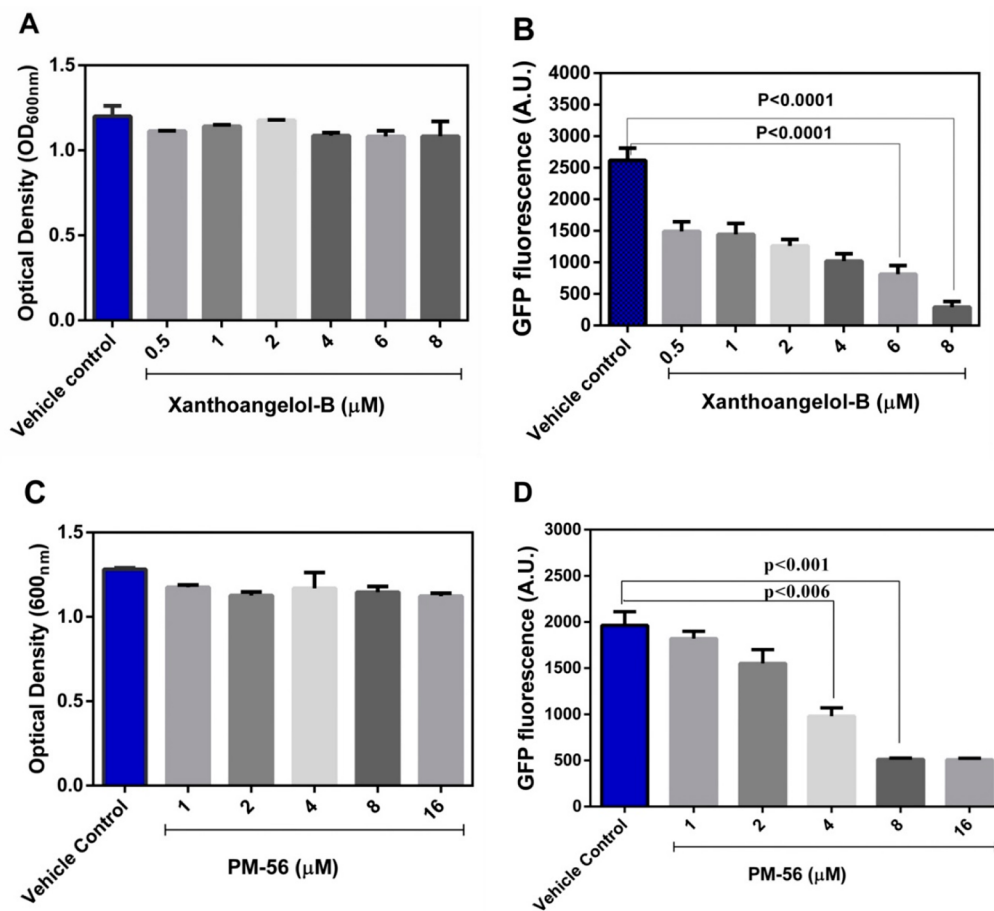 A
Optical Density (OD600nm)
1.5
1.0
0.5
0.0
Vehicle control
0.5
1
2
4
6
8
Xanthoangelol-B (μM)
B
GFP fluorescence (A.U.)
4000
3500
3000
2500
2000
1500
1000
500
0
P<0.0001
P<0.0001
Vehicle control
0.5
1
2
4
6
8
Xanthoangelol-B (μM)
C
Optical Density (600nm)
1.5
1.0
0.5
0.0
Vehicle Control
1
2
4
8
16
PM-56 (μM)
D
GFP fluorescence (A.U.)
3000
2500
2000
1500
1000
500
0
p<0.001
p<0.006
Vehicle Control
1
2
4
8
16
PM-56 (μM)